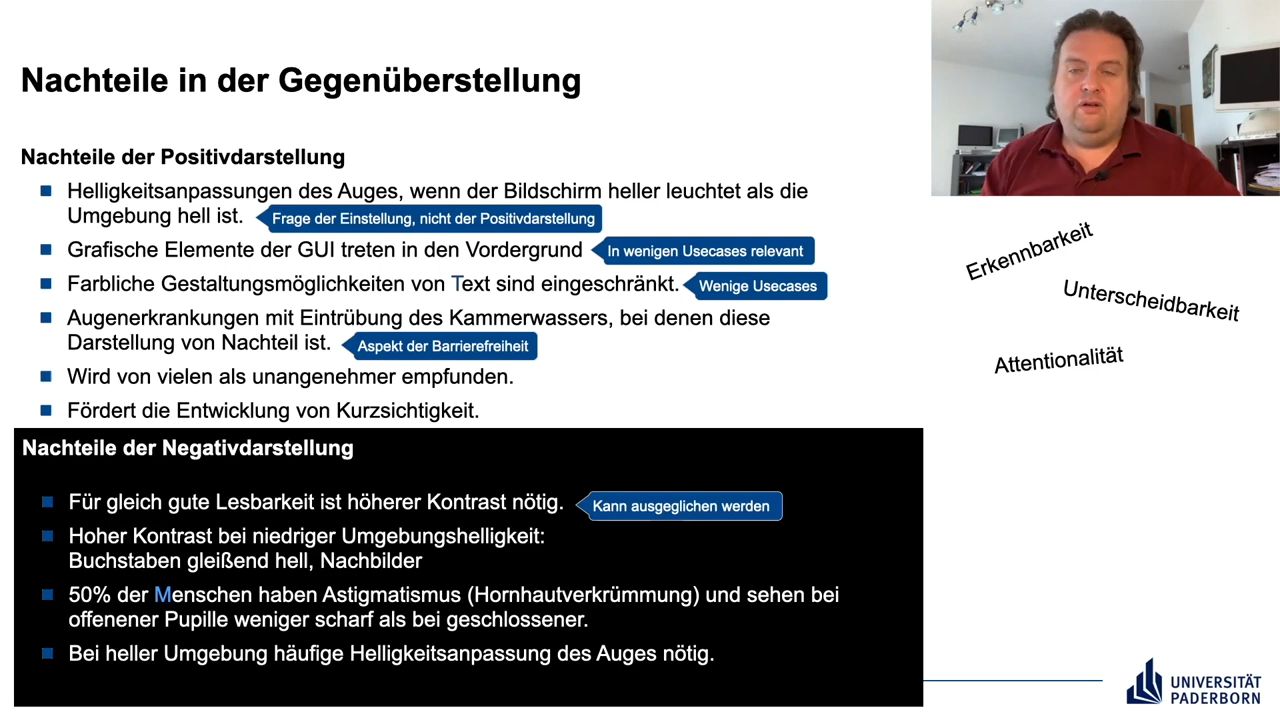 Nachteile in der Gegenüberstellung
Nachteile der Positivdarstellung
Helligkeitsanpassungen des Auges, wenn der Bildschirm heller leuchtet als die
Umgebung hell ist. Frage der Einstellung, nicht der Positivdarstellung
Grafische Elemente der GUI treten in den Vordergrund In wenigen Usecases relevant
Farbliche Gestaltungsmöglichkeiten von Text sind eingeschränkt. Wenige Usecases
Augenerkrankungen mit Eintrübung des Kammerwassers, bei denen diese
Darstellung von Nachteil ist. Aspekt der Barrierefreiheit
Wird von vielen als unangenehmer empfunden.
Fördert die Entwicklung von Kurzsichtigkeit.
Nachteile der Negativdarstellung
Für gleich gute Lesbarkeit ist höherer Kontrast nötig. Kann ausgeglichen werden
Hoher Kontrast bei niedriger Umgebungshelligkeit:
Buchstaben gleißend hell, Nachbilder
50% der Menschen haben Astigmatismus (Hornhautverkrümmung) und sehen bei
offenener Pupille weniger scharf als bei geschlossener.
Bei heller Umgebung häufige Helligkeitsanpassung des Auges nötig.
Erkennbarkeit
Unterscheidbarkeit
Attentionalität
UNIVERSITÄT
PADERBORN